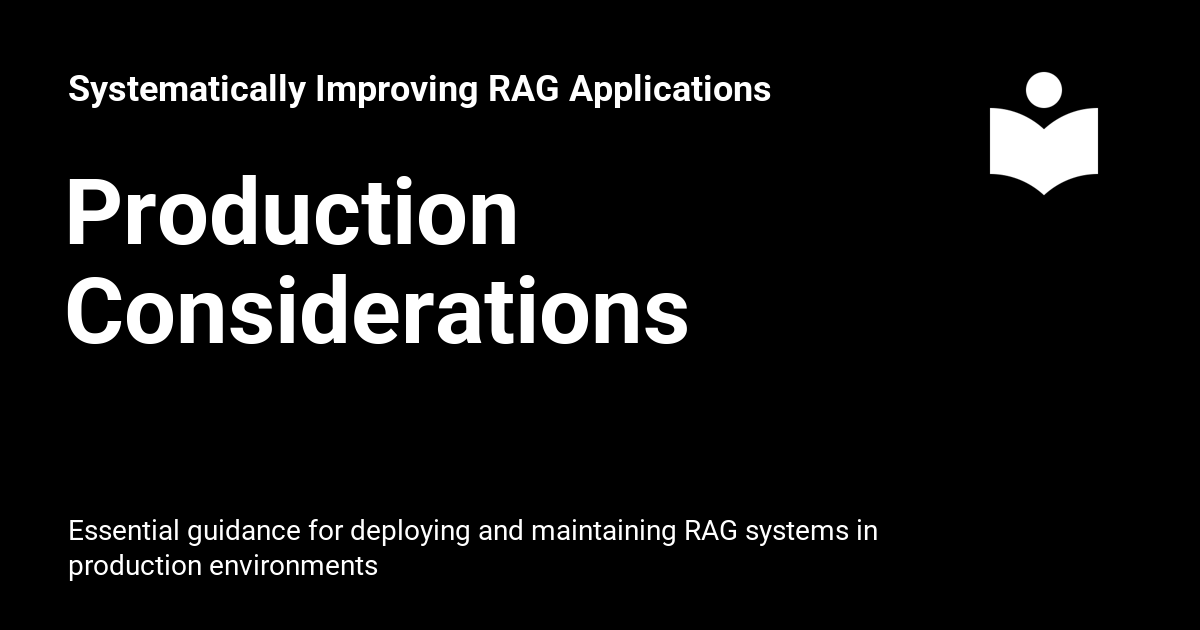 Systematically Improving RAG Applications
Production
Considerations
Essential guidance for deploying and maintaining RAG systems in
production environments